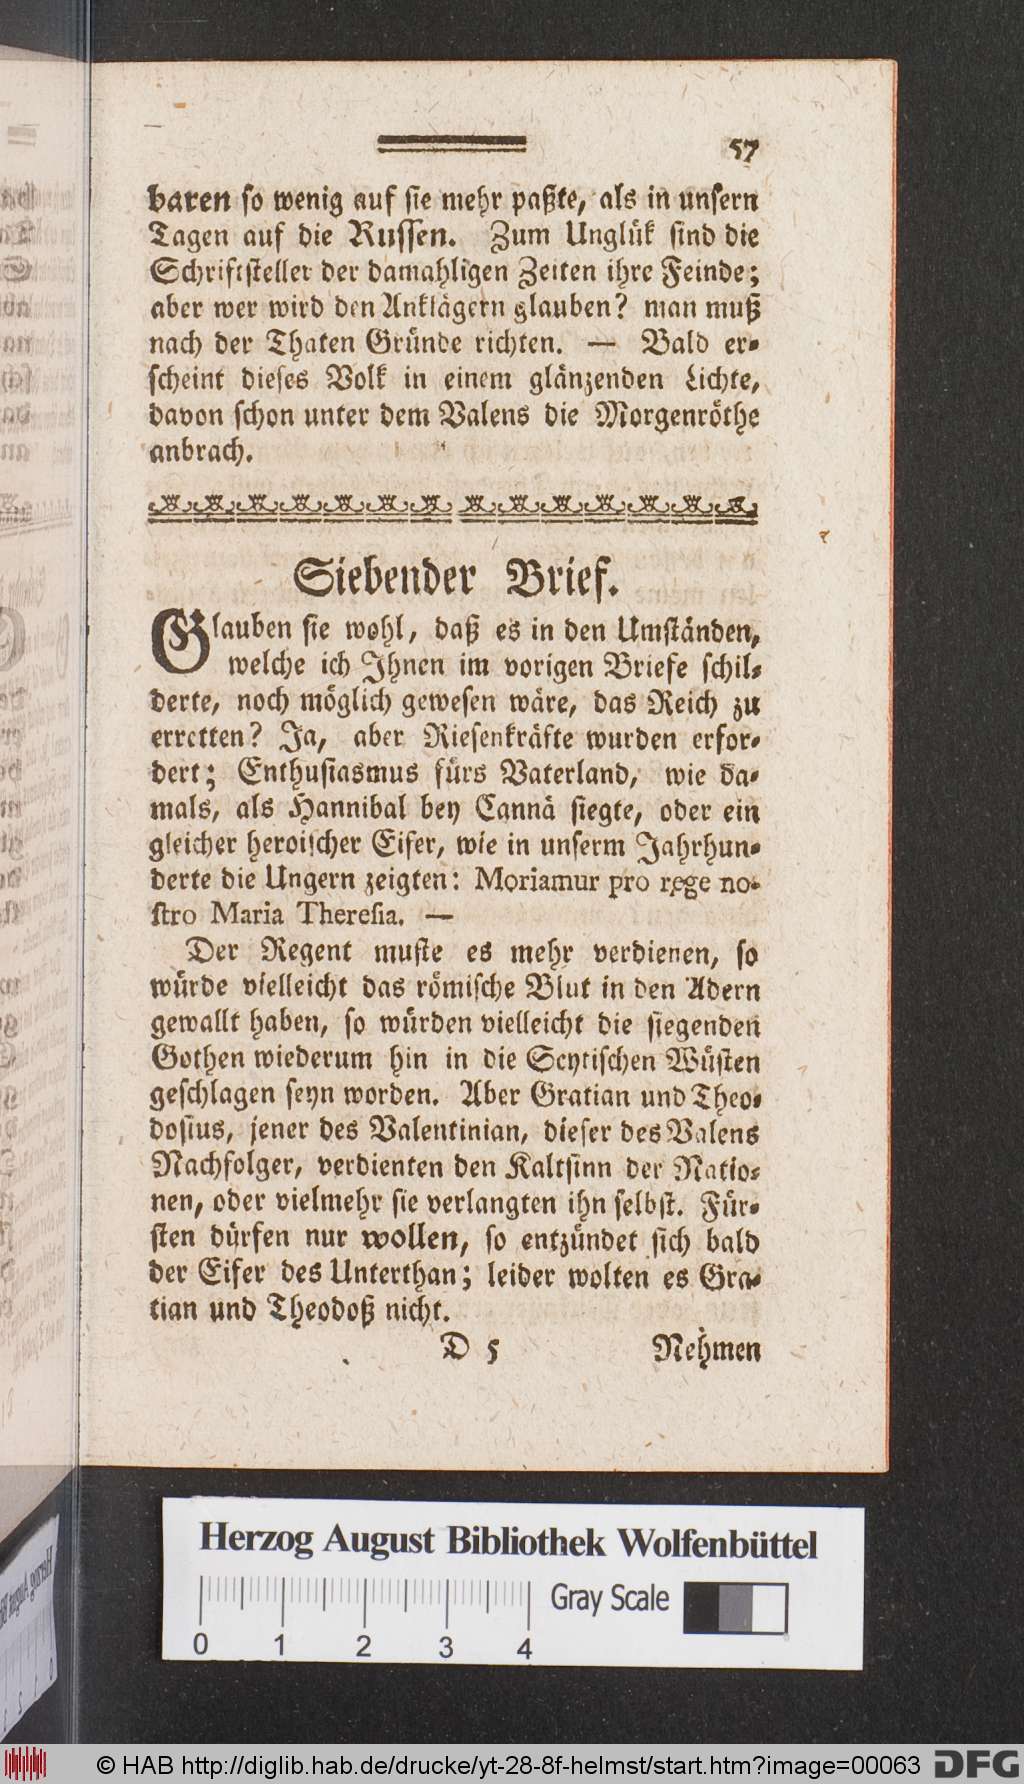 57
baren so wenig auf sie mehr paßte, als in unsern
Tagen auf die Russen. Zum Unglük sind die
Schriftsteller der damahligen Zeiten ihre Feinde;
aber wer wird den Anklägern glauben? man muß
nach der Thaten Gründe richten. — Bald er-
scheint dieses Volk in einem glänzenden Lichte,
davon schon unter dem Valens die Morgenröthe
anbrach.
Siebender Brief.
Glauben sie wohl, daß es in den Umständen,
welche ich Ihnen im vorigen Briefe schil-
derte, noch möglich gewesen wäre, das Reich zu
erretten? Ja, aber Riesenkräfte wurden erfor-
dert; Enthusiasmus fürs Vaterland, wie da-
mals, als Hannibal bey Cannä siegte, oder ein
gleicher heroischer Eifer, wie in unserm Jahrhun-
derte die Ungern zeigten: Moriamur pro rege no-
stro Maria Theresia. —
Der Regent muste es mehr verdienen, so
würde vielleicht das römische Blut in den Adern
gewallt haben, so würden vielleicht die siegenden
Gothen wiederum hin in die Scytischen Wüsten
geschlagen seyn worden. Aber Gratian und Theo-
dosius, jener des Valentinian, dieser des Valens
Nachfolger, verdienten den Kaltsinn der Natio-
nen, oder vielmehr sie verlangten ihn selbst. Für-
sten dürfen nur wollen, so entzündet sich bald
der Eifer des Unterthan; leider wolten es Gra-
tian und Theodoß nicht.
D 5 Nehmen
Herzog August Bibliothek Wolfenbüttel
Gray Scale
0 1 2 3 4
© HAB http://diglib.hab.de/drucke/yt-28-8f-helmst/start.htm?image=00063 DFG